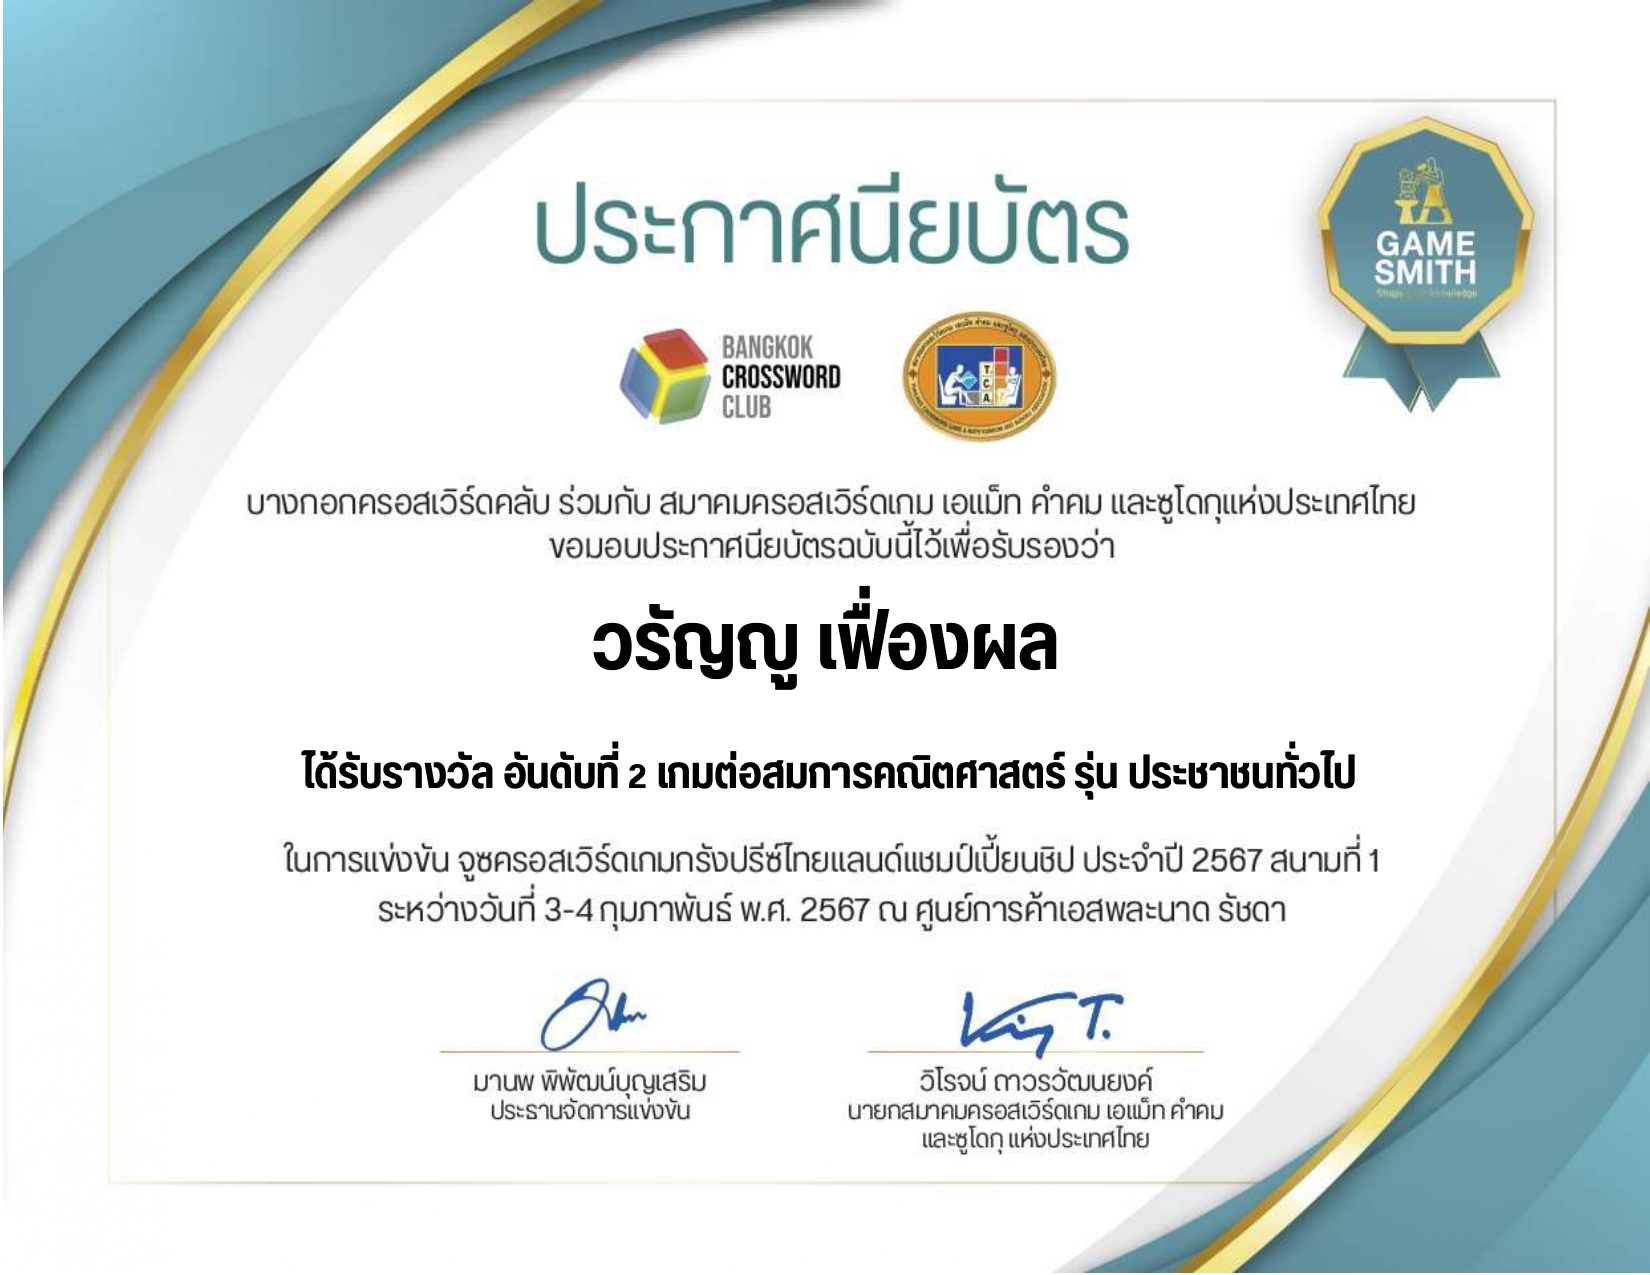 ประกาศนียบัตร
GAME
SMITH
BANGKOK
CROSSWORD
CLUB
T.
C.
A.
บางกอกครอสเวิร์ดคลับ ร่วมกับ สมาคมครอสเวิร์ดเกม เอแม็ท คำคม และซูโดกุแห่งประเทศไทย
ขอมอบประกาศนียบัตรฉบับนี้ไว้เพื่อรับรองว่า
วรัญญู เฟื่องผล
ได้รับรางวัล อันดับที่ 2 เกมต่อสมการคณิตศาสตร์ รุ่น ประชาชนทั่วไป
ในการแข่งขัน จูซครอสเวิร์ดเกมกรังปรีซ์ไทยแลนด์แชมป์เปี้ยนชิป ประจำปี 2567 สนามที่ 1
ระหว่างวันที่ 3-4 กุมภาพันธ์ พ.ศ. 2567 ณ ศูนย์การค้าเอสพละนาด รัชดา
มานพ พิพัฒน์บุญเสริม
ประธานจัดการแข่งขัน
วิโรจน์ ถาวรวัฒนยงค์
นายกสมาคมครอสเวิร์ดเกม เอแม็ท คำคม
และซูโดกุ แห่งประเทศไทย